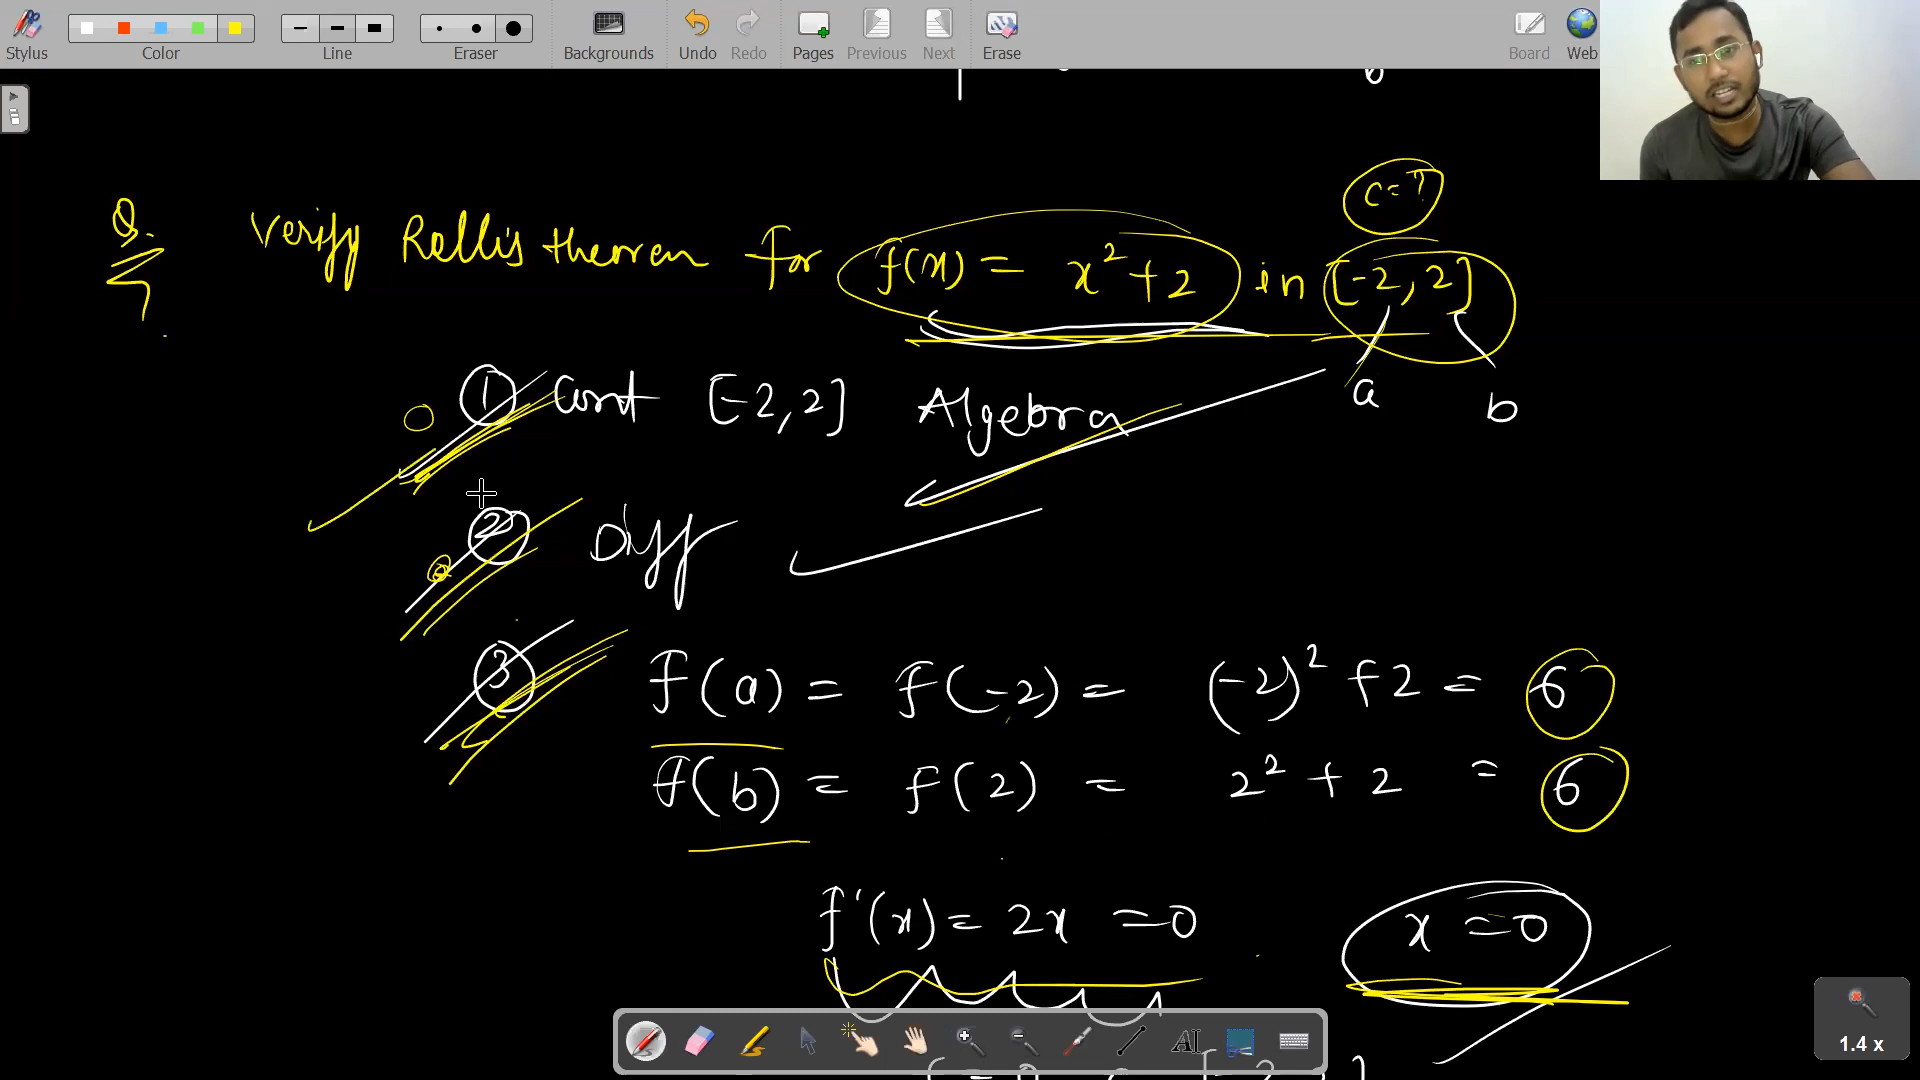 Stylus Color Line Eraser Backgrounds Undo Redo Pages Previous Next Erase Board Web
b
c = ?
Q. Verify Rolli's theorem for f(x) = x² + 2 in [-2, 2]
a b
① Cont [-2, 2] Algebra
② Diff
③ f(a) = f(-2) = (-2)² + 2 = 6
f(b) = f(2) = 2² + 2 = 6
f'(x) = 2x = 0 x = 0
1.4 x